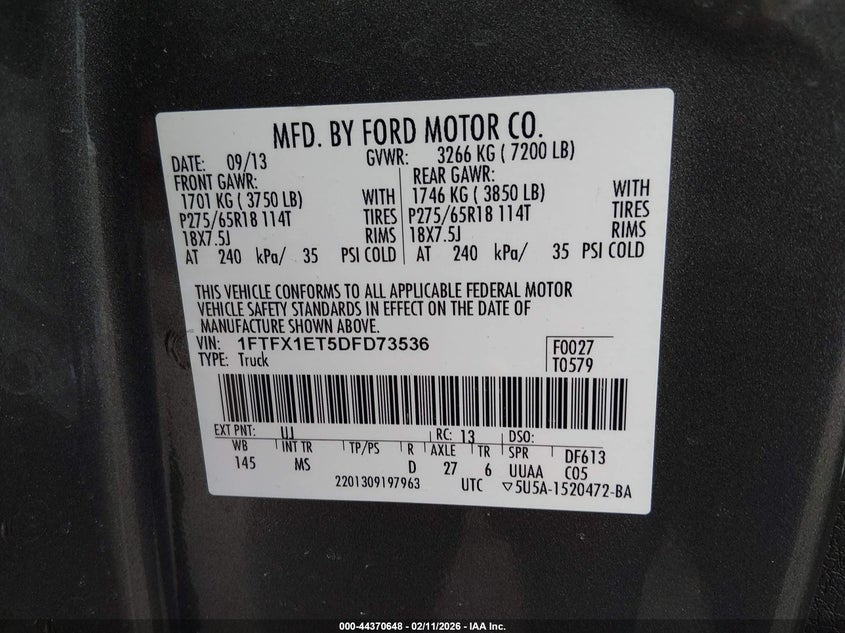 MFD. BY FORD MOTOR CO.
DATE: 09/13 GVWR: 3266 KG ( 7200 LB)
FRONT GAWR: REAR GAWR:
1701 KG ( 3750 LB) WITH 1746 KG ( 3850 LB) WITH
P275/65R18 114T TIRES P275/65R18 114T TIRES
18X7.5J RIMS 18X7.5J RIMS
AT 240 kPa/ 35 PSI COLD AT 240 kPa/ 35 PSI COLD
THIS VEHICLE CONFORMS TO ALL APPLICABLE FEDERAL MOTOR
VEHICLE SAFETY STANDARDS IN EFFECT ON THE DATE OF
MANUFACTURE SHOWN ABOVE.
VIN: 1FTFX1ET5DFD73536 F0027
TYPE: Truck T0579
EXT PNT: UJ RC: 13 DSO:
WB INT TR TP/PS R AXLE TR SPR DF613
145 MS D 27 6 UUAA C05
2201309197963 UTC ▽5U5A-1520472-BA
000-44370648 - 02/11/2026 - IAA Inc.